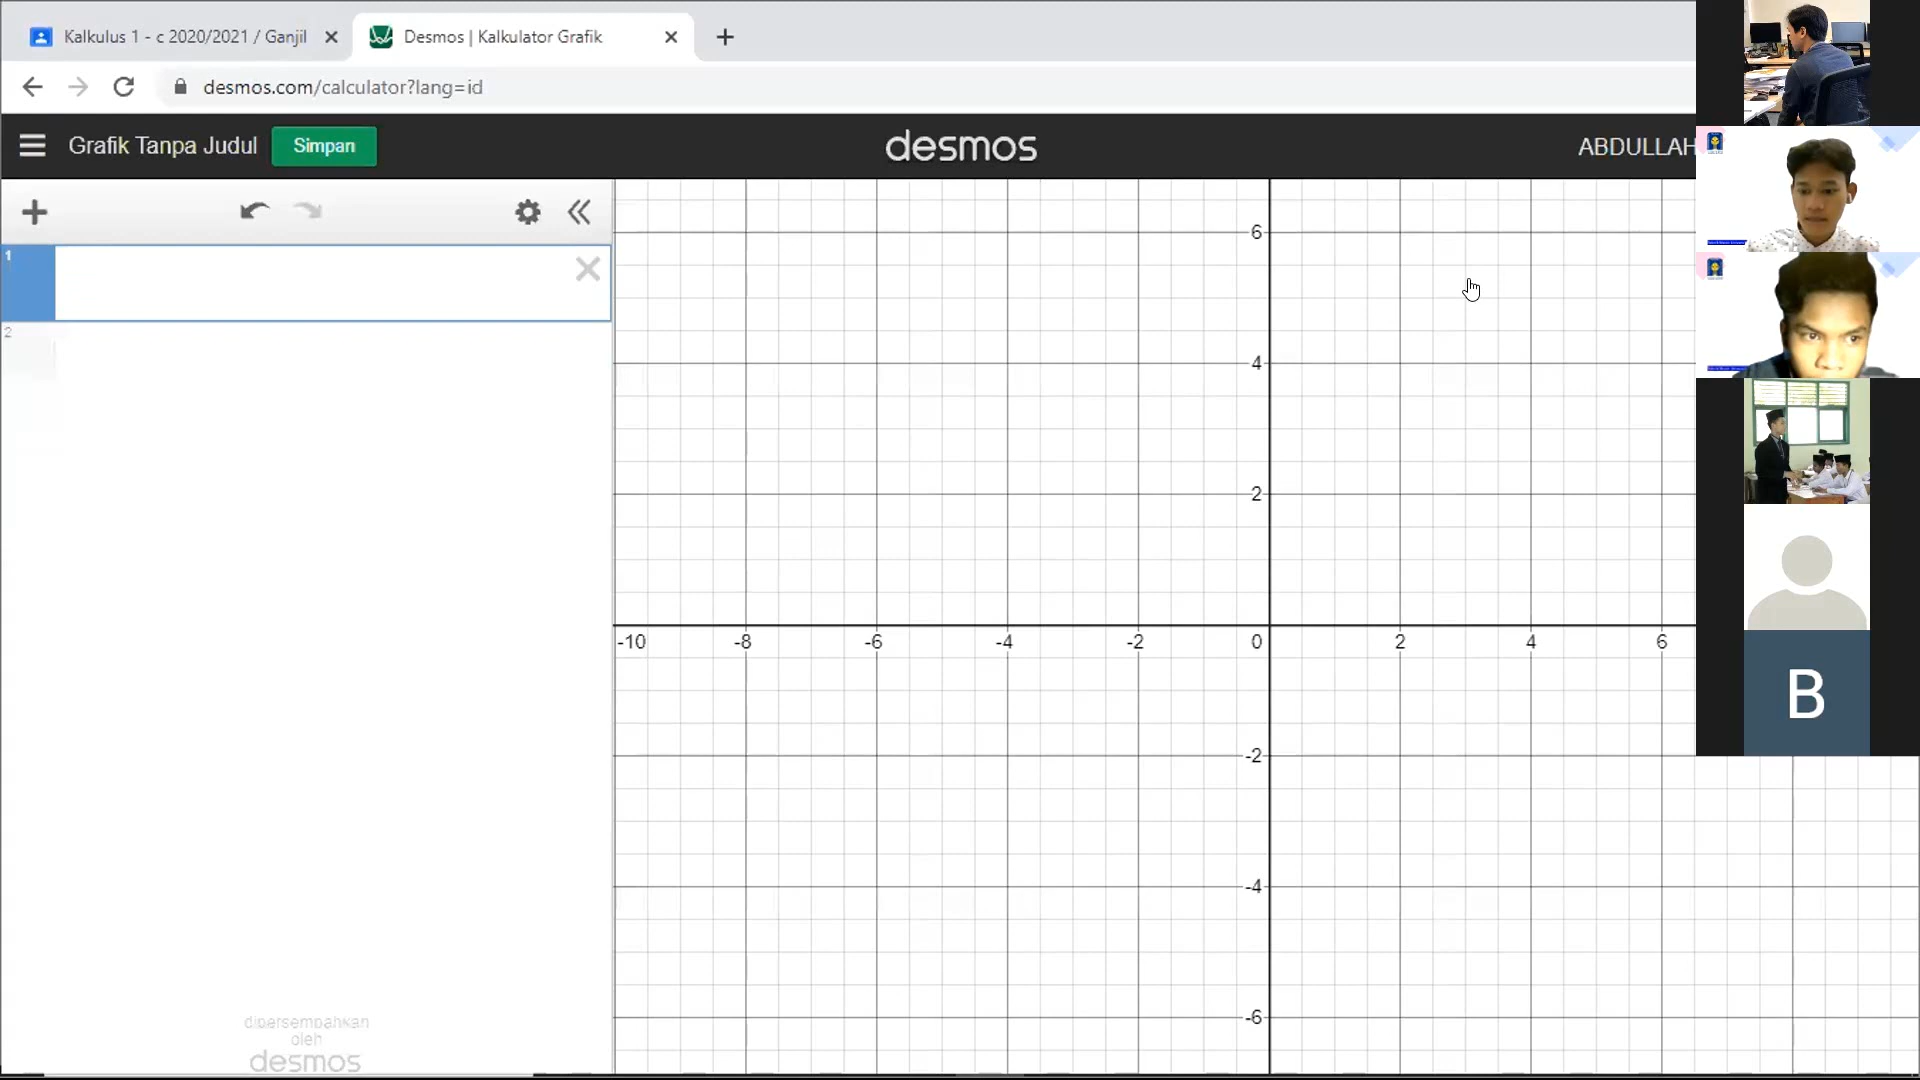 Kalkulus 1 - c 2020/2021 / Ganjil
Desmos | Kalkulator Grafik
desmos.com/calculator?lang=id
Grafik Tanpa Judul
Simpan
desmos
ABDULLAH
1
2
6
4
2
-10 -8 -6 -4 -2 0 2 4 6
-2
-4
-6
B
dipersembahkan
oleh
desmos